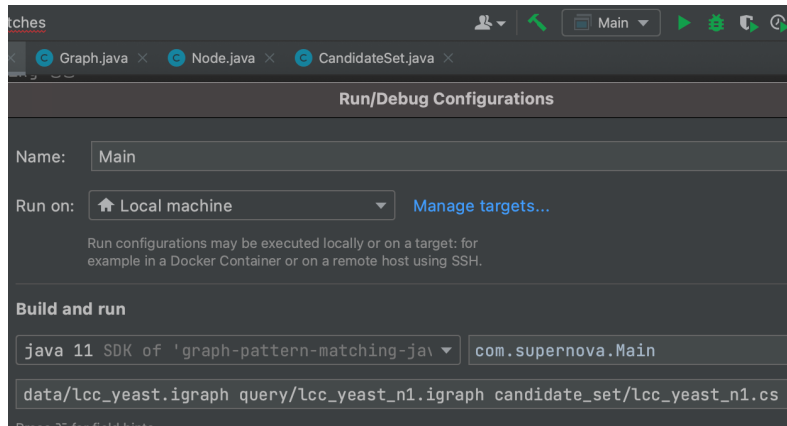 tches
Main
Graph.java
Node.java
CandidateSet.java
Run/Debug Configurations
Name: Main
Run on: Local machine Manage targets...
Run configurations may be executed locally or on a target: for
example in a Docker Container or on a remote host using SSH.
Build and run
java 11 SDK of 'graph-pattern-matching-jav com.supernova.Main
data/lcc_yeast.igraph query/lcc_yeast_n1.igraph candidate_set/lcc_yeast_n1.cs